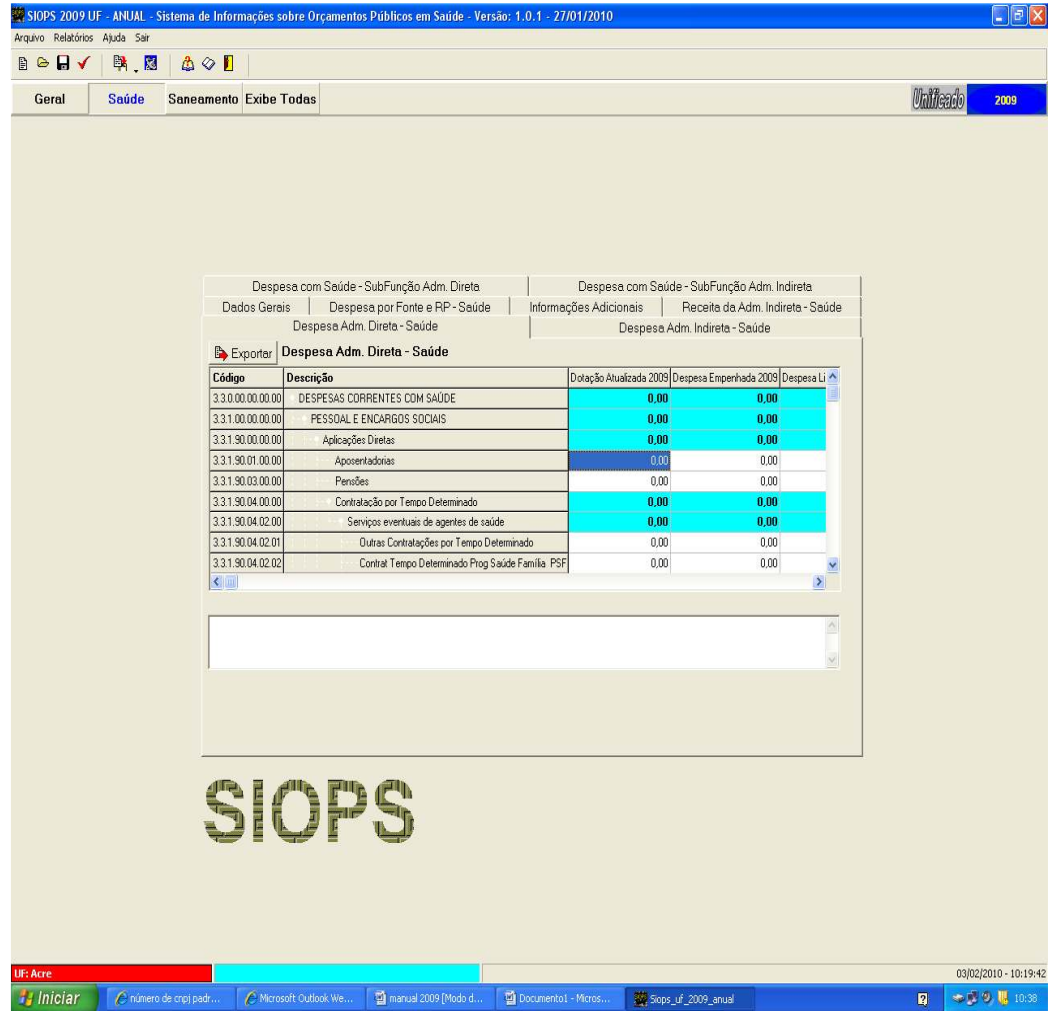 SIOPS 2009 UF - ANUAL - Sistema de Informações sobre Orçamentos Públicos em Saúde - Versão: 1.0.1 - 27/01/2010
Arquivo Relatórios Ajuda Sair
Geral Saúde Saneamento Exibe Todas Unificado 2009
Despesa com Saúde - SubFunção Adm. Direta Despesa com Saúde - SubFunção Adm. Indireta
Dados Gerais Despesa por Fonte e RP - Saúde Informações Adicionais Receita da Adm. Indireta - Saúde
Despesa Adm. Direta - Saúde Despesa Adm. Indireta - Saúde
Exportar Despesa Adm. Direta - Saúde
Código Descrição Dotação Atualizada 2009 Despesa Empenhada 2009 Despesa Li
3.3.0.00.00.00.00 DESPESAS CORRENTES COM SAÚDE 0,00 0,00
3.3.1.00.00.00.00 PESSOAL E ENCARGOS SOCIAIS 0,00 0,00
3.3.1.90.00.00.00 Aplicações Diretas 0,00 0,00
3.3.1.90.01.00.00 Aposentadorias 0,00 0,00
3.3.1.90.03.00.00 Pensões 0,00 0,00
3.3.1.90.04.00.00 Contratação por Tempo Determinado 0,00 0,00
3.3.1.90.04.02.00 Serviços eventuais de agentes de saúde 0,00 0,00
3.3.1.90.04.02.01 Outras Contratações por Tempo Determinado 0,00 0,00
3.3.1.90.04.02.02 Contrat Tempo Determinado Prog Saúde Família PSF 0,00 0,00
SIOPS
UF: Acre 03/02/2010 - 10:19:42
Iniciar número de cnpj padr... Microsoft Outlook We... manual 2009 [Modo d... Documento1 - Micros... Siops_uf_2009_anual 10:38